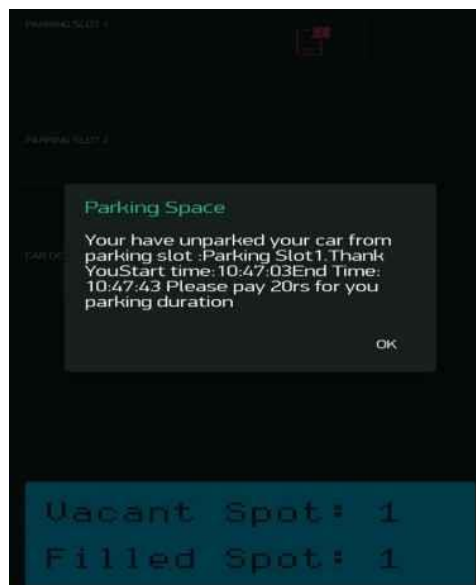 PARKING SLOT 1
PARKING SLOT 2
Parking Space
Your have unparked your car from
parking slot :Parking Slot1.Thank
YouStart time:10:47:03End Time:
10:47:43 Please pay 20rs for you
parking duration
OK
Vacant Spot: 1
Filled Spot: 1